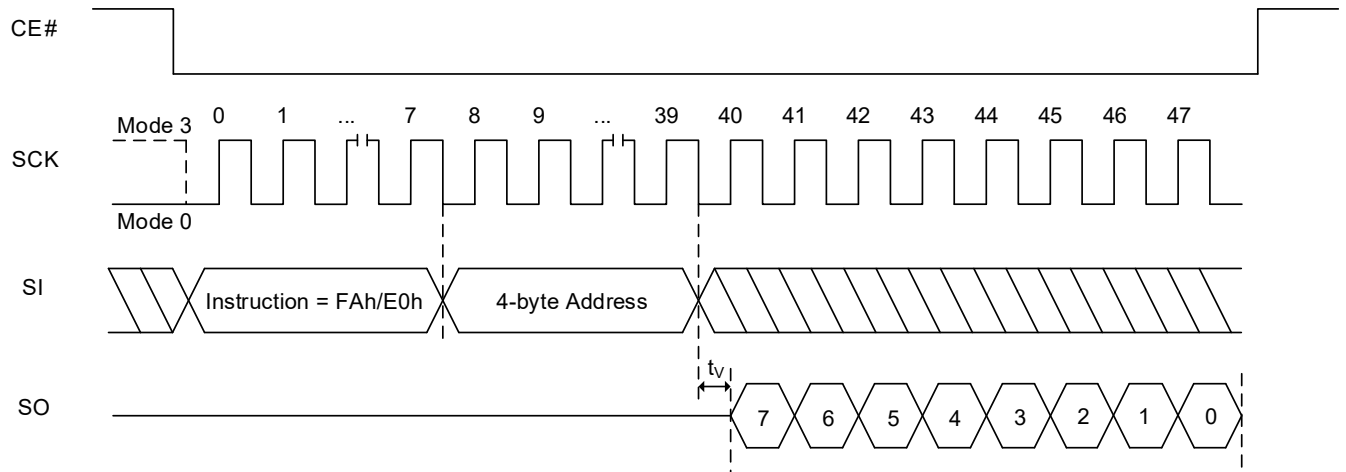 CE#
0 1 ... 7 8 9 ... 39 40 41 42 43 44 45 46 47
Mode 3
SCK
Mode 0
SI
Instruction = FAh/E0h 4-byte Address
tV
SO
7 6 5 4 3 2 1 0